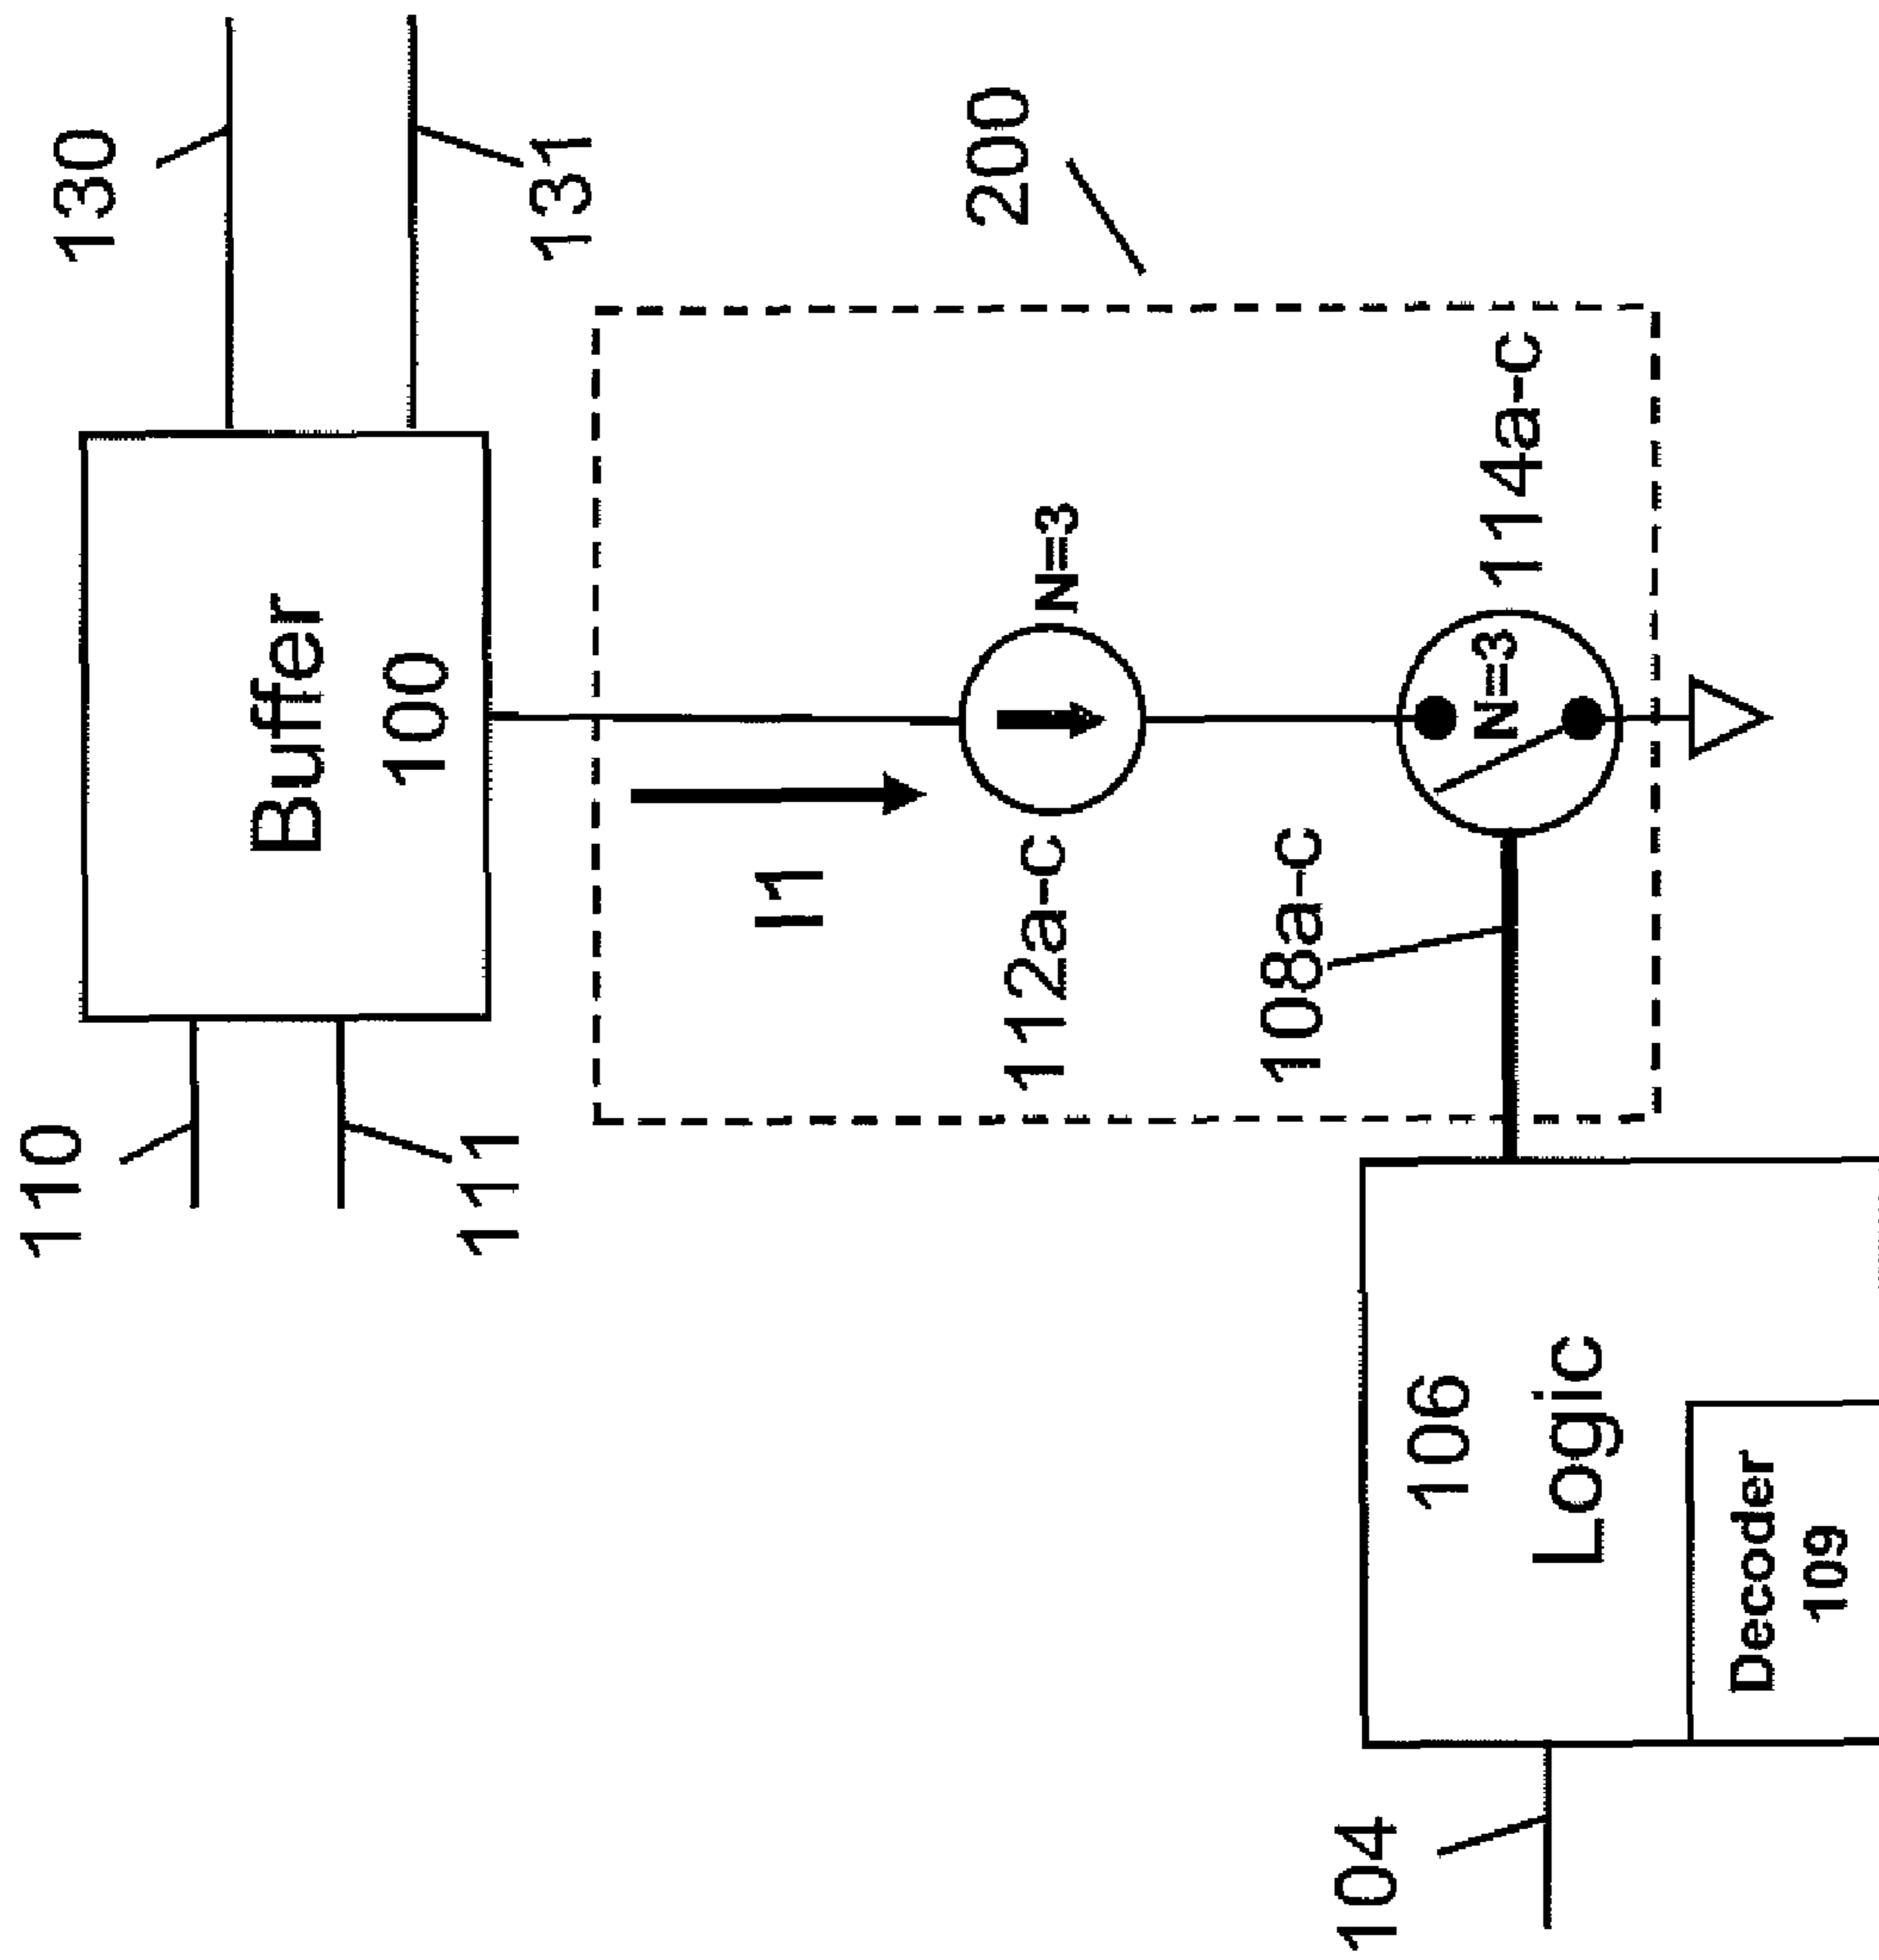 110
130
Buffer
100
111
131
I1
200
112a-c
N=3
108a-c
104
106
N=3
114a-c
Logic
Decoder
109